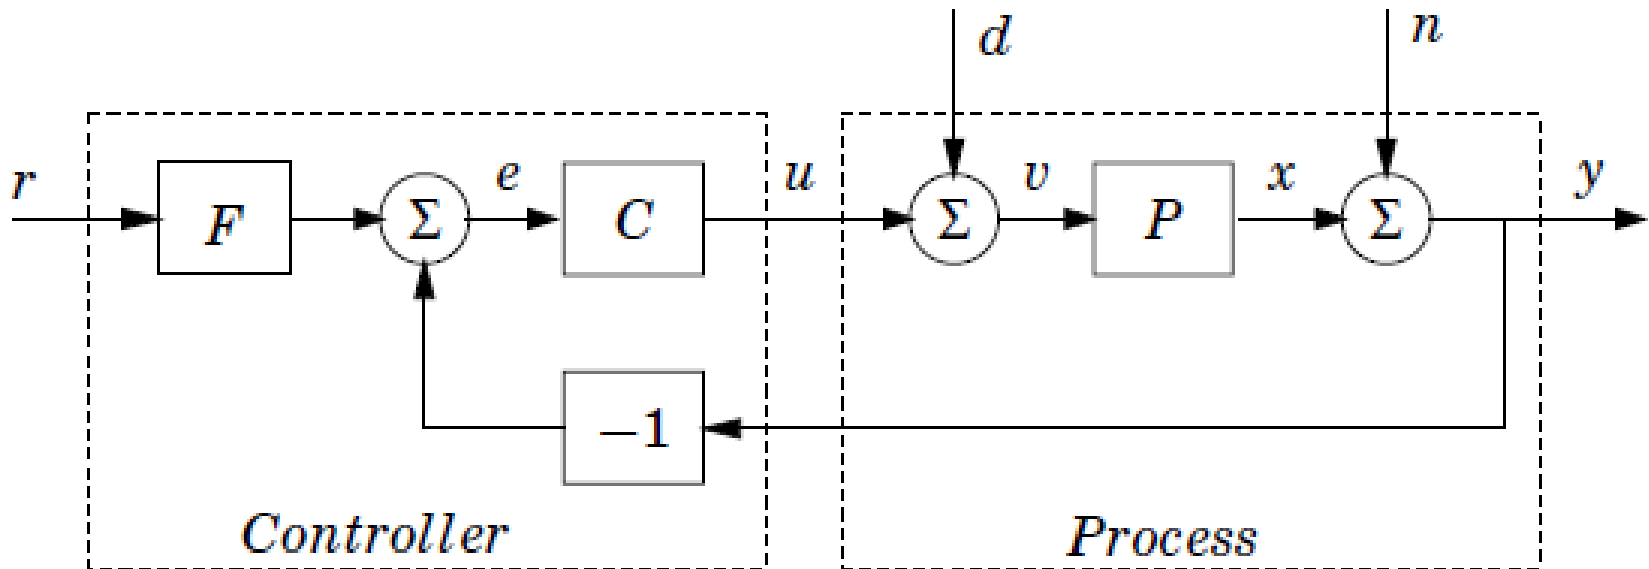 d n
r F Σ e C u Σ v P x Σ y
−1
Controller Process